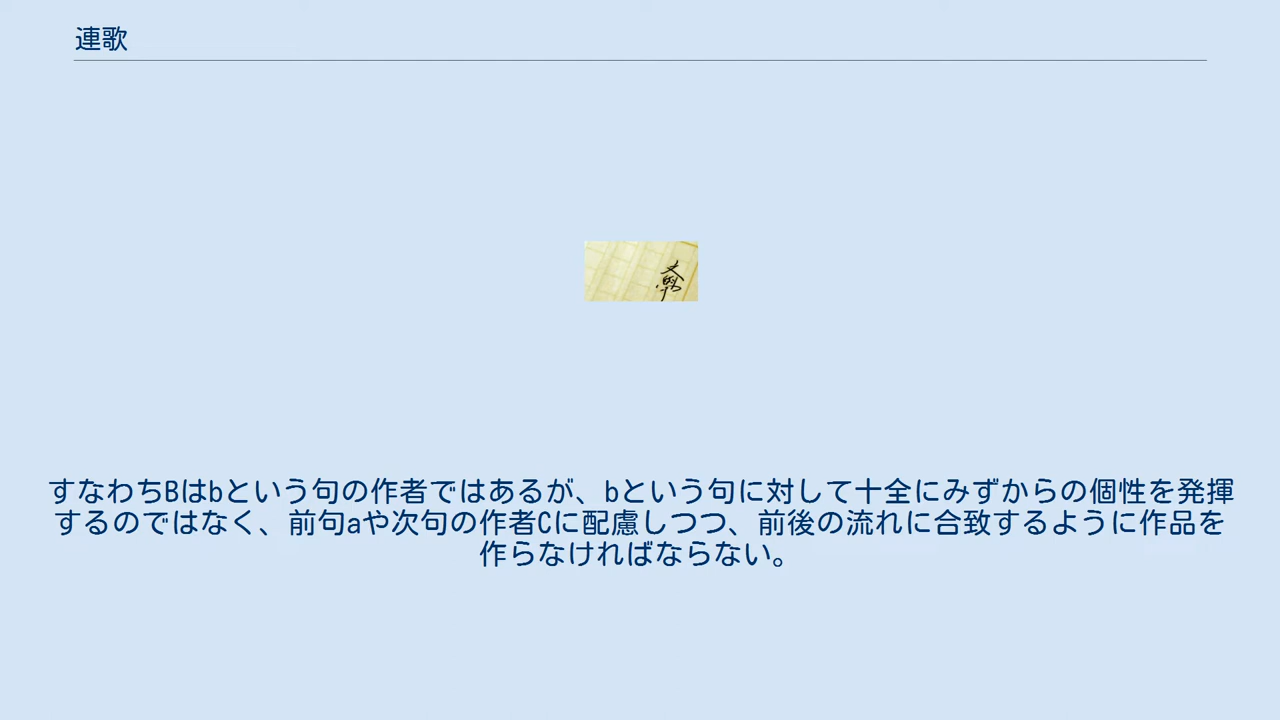 連歌
すなわちBはbという句の作者ではあるが、bという句に対して十全にみずからの個性を発揮
するのではなく、前句aや次句の作者Cに配慮しつつ、前後の流れに合致するように作品を
作らなければならない。